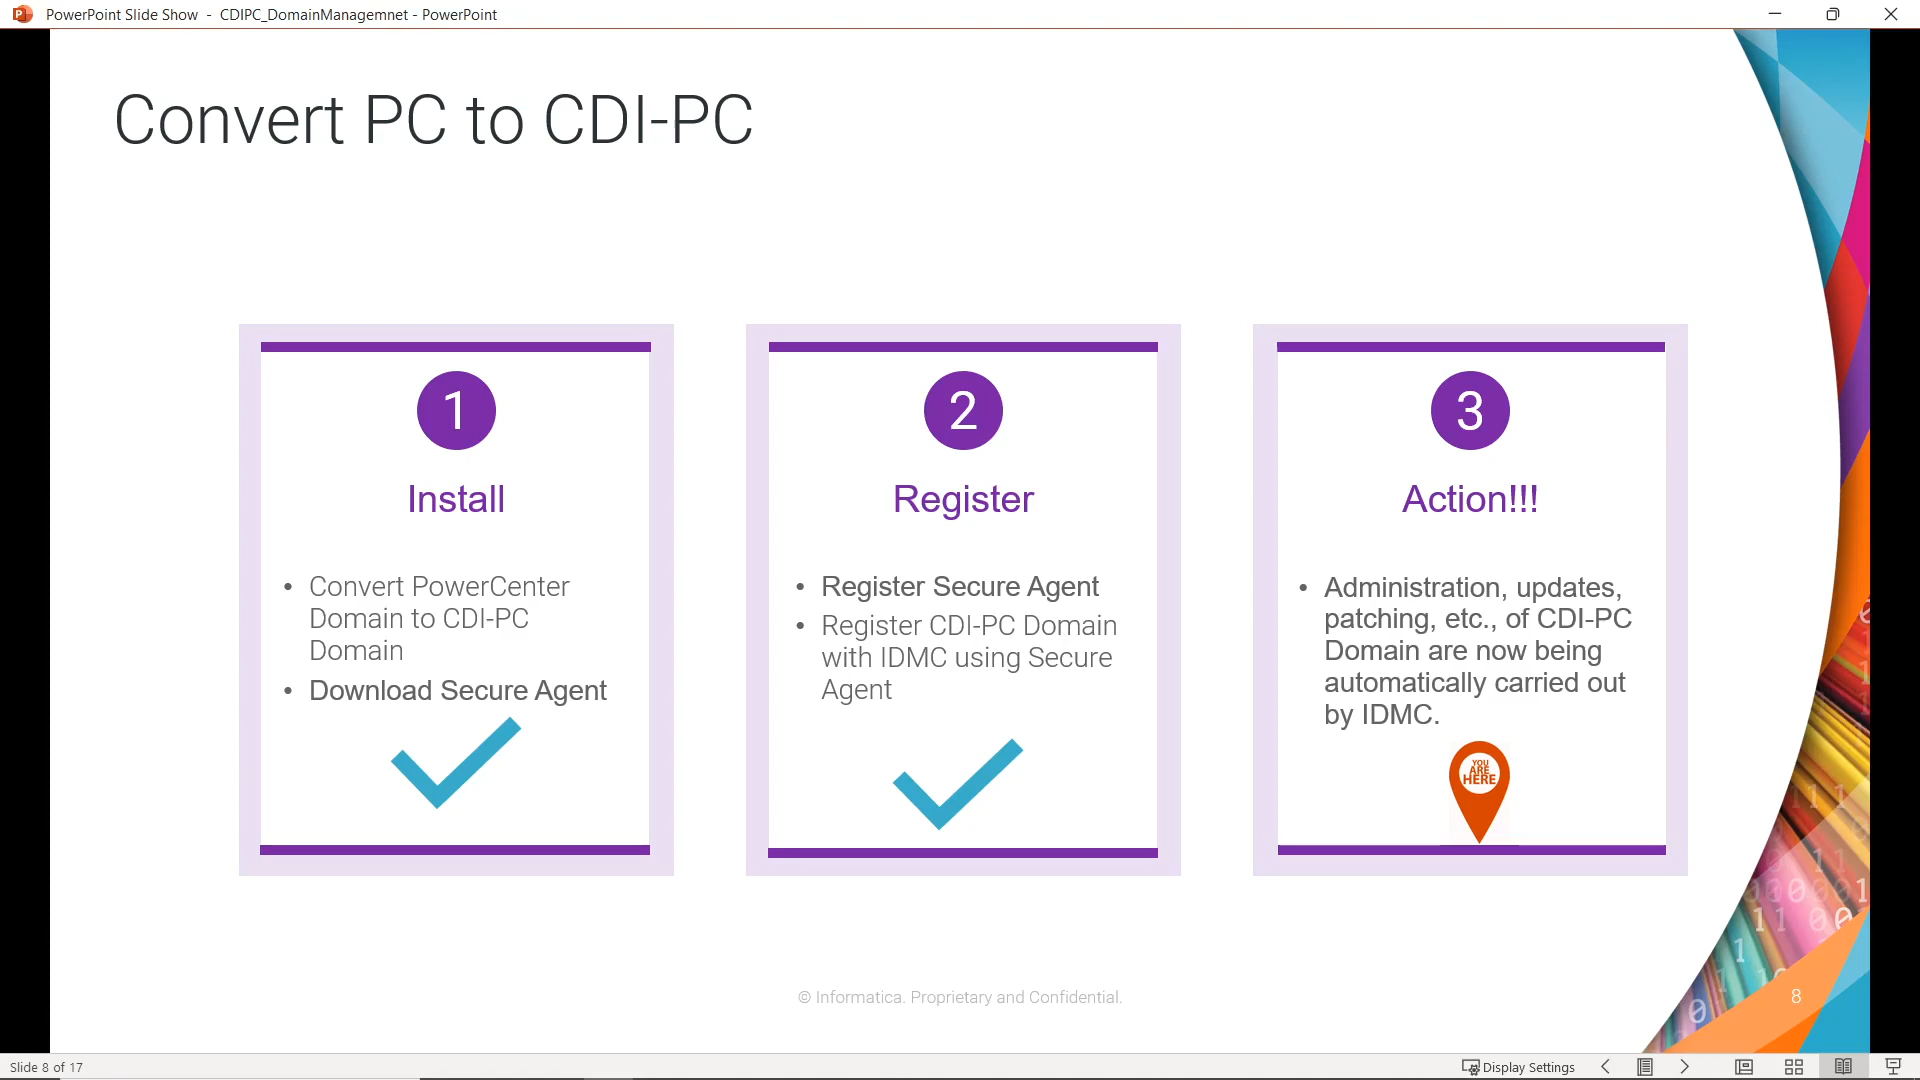 PowerPoint Slide Show - CDIPC_DomainManagemnet - PowerPoint
Convert PC to CDI-PC
1
Install
• Convert PowerCenter
Domain to CDI-PC
Domain
• Download Secure Agent
2
Register
• Register Secure Agent
• Register CDI-PC Domain
with IDMC using Secure
Agent
3
Action!!!
• Administration, updates,
patching, etc., of CDI-PC
Domain are now being
automatically carried out
by IDMC.
YOU
ARE
HERE
© Informatica. Proprietary and Confidential.
8
Slide 8 of 17
Display Settings